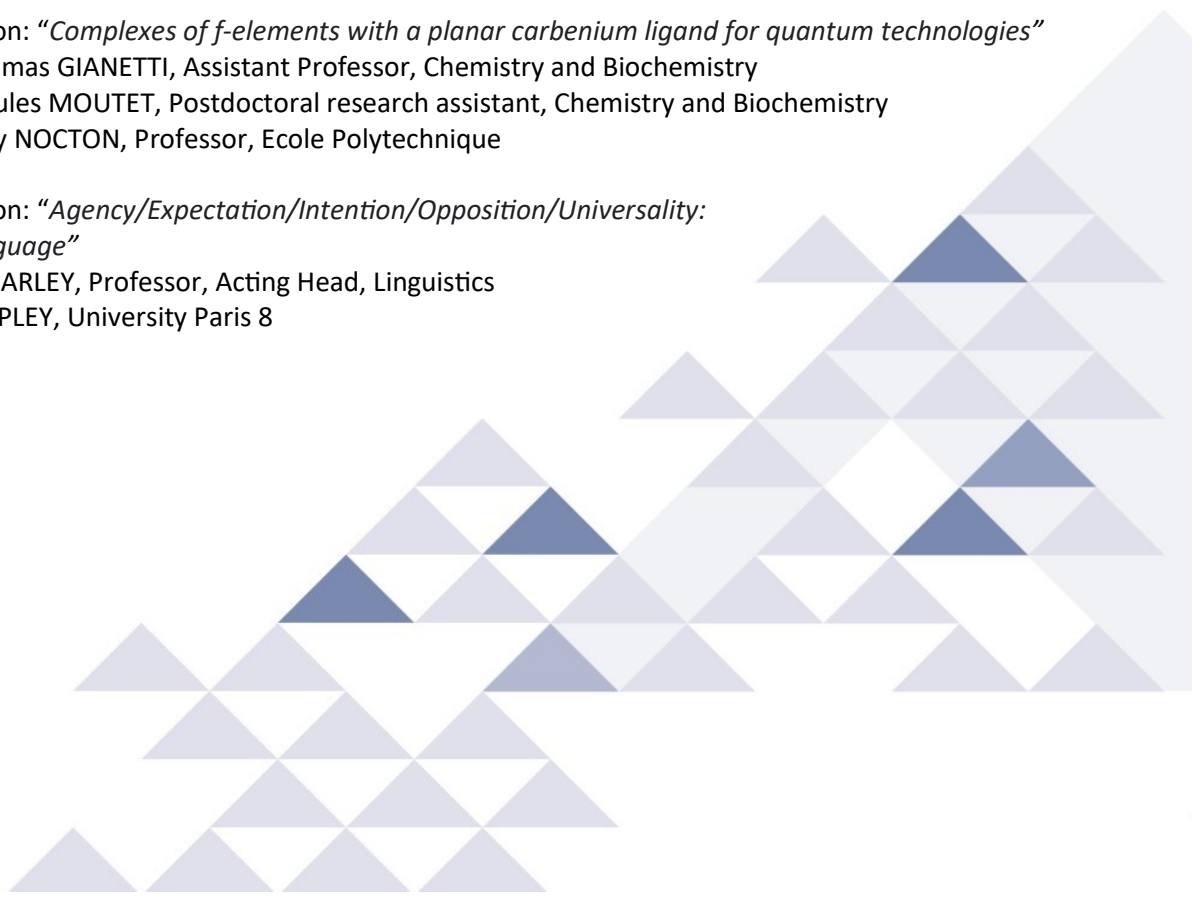 on: “Complexes of f-elements with a planar carbenium ligand for quantum technologies”
mas GIANETTI, Assistant Professor, Chemistry and Biochemistry
ules MOUTET, Postdoctoral research assistant, Chemistry and Biochemistry
y NOCTON, Professor, Ecole Polytechnique
on: “Agency/Expectation/Intention/Opposition/Universality:
guage”
ARLEY, Professor, Acting Head, Linguistics
PLEY, University Paris 8